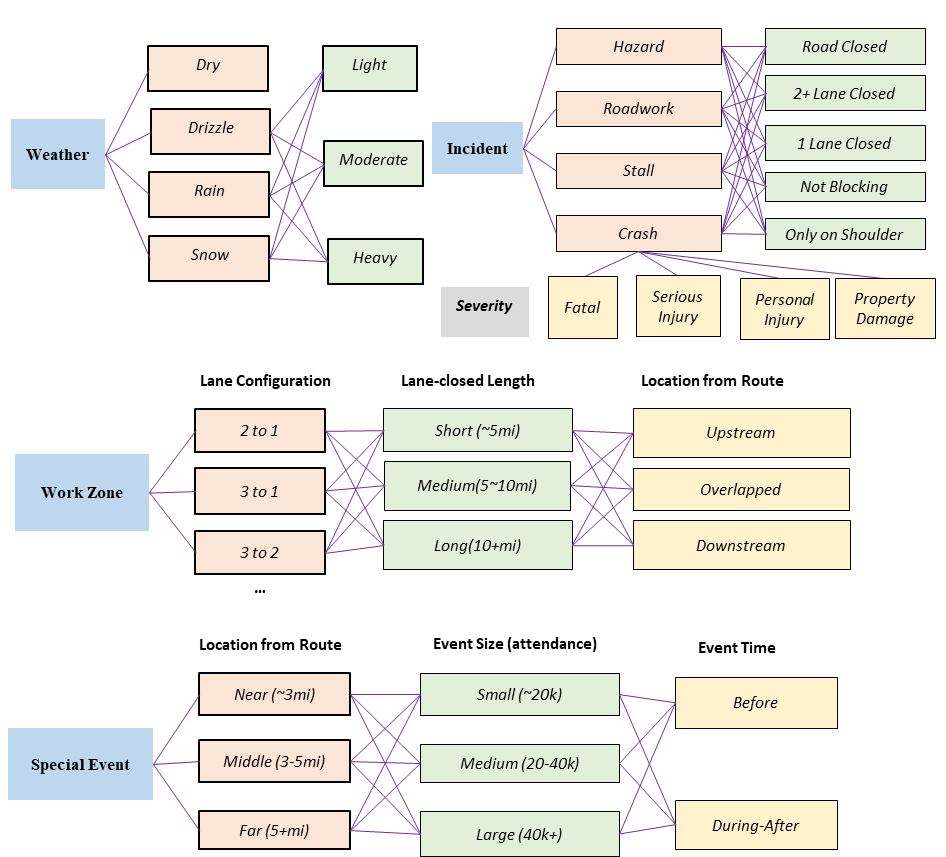 Weather
Dry
Drizzle
Rain
Snow
Light
Moderate
Heavy
Incident
Hazard
Roadwork
Stall
Crash
Road Closed
2+ Lane Closed
1 Lane Closed
Not Blocking
Only on Shoulder
Severity
Fatal
Serious
Injury
Personal
Injury
Property
Damage
Work Zone
Lane Configuration
2 to 1
3 to 1
3 to 2
...
Lane-closed Length
Short (~5mi)
Medium(5~10mi)
Long(10+mi)
Location from Route
Upstream
Overlapped
Downstream
Special Event
Location from Route
Near (~3mi)
Middle (3-5mi)
Far (5+mi)
Event Size (attendance)
Small (~20k)
Medium (20-40k)
Large (40k+)
Event Time
Before
During-After